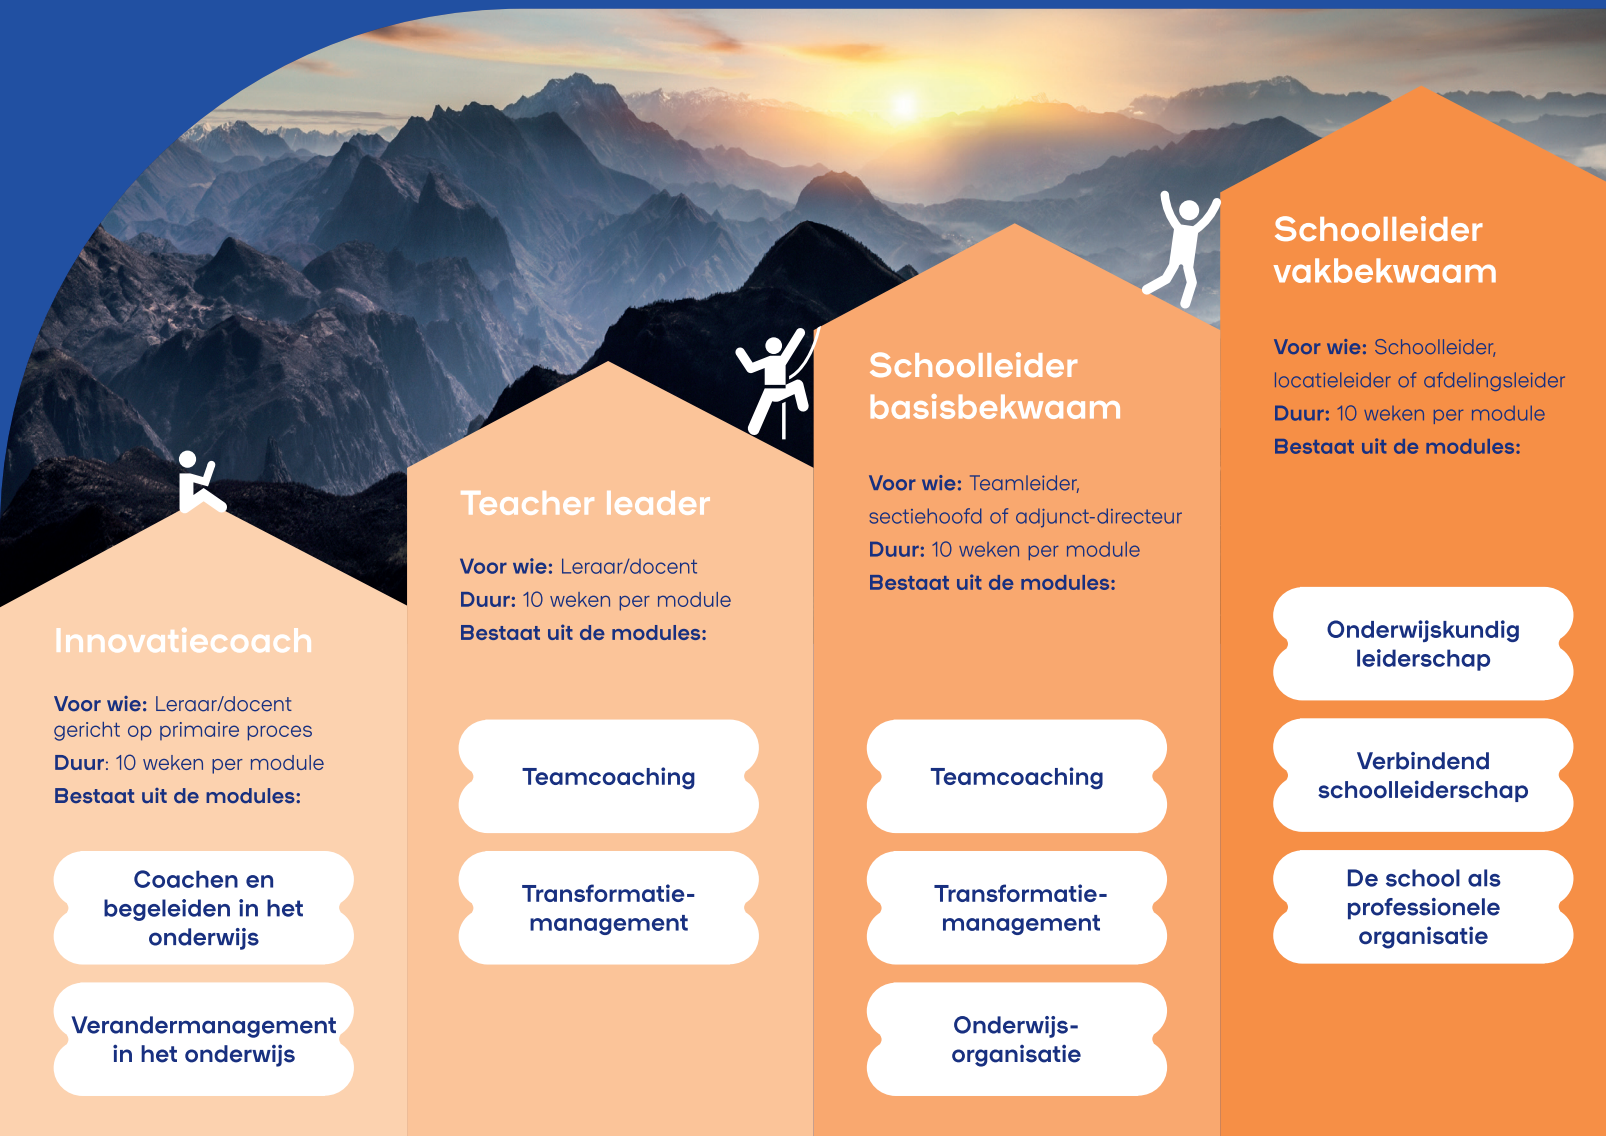 Innovatiecoach
Voor wie: Leraar/docent
gericht op primaire proces
Duur: 10 weken per module
Bestaat uit de modules:
Coachen en
begeleiden in het
onderwijs
Verandermanagement
in het onderwijs
Teacher leader
Voor wie: Leraar/docent
Duur: 10 weken per module
Bestaat uit de modules:
Teamcoaching
Transformatie-
management
Schoolleider
basisbekwaam
Voor wie: Teamleider,
sectiehoofd of adjunct-directeur
Duur: 10 weken per module
Bestaat uit de modules:
Teamcoaching
Transformatie-
management
Onderwijs-
organisatie
Schoolleider
vakbekwaam
Voor wie: Schoolleider,
locatieleider of afdelingsleider
Duur: 10 weken per module
Bestaat uit de modules:
Onderwijskundig
leiderschap
Verbindend
schoolleiderschap
De school als
professionele
organisatie